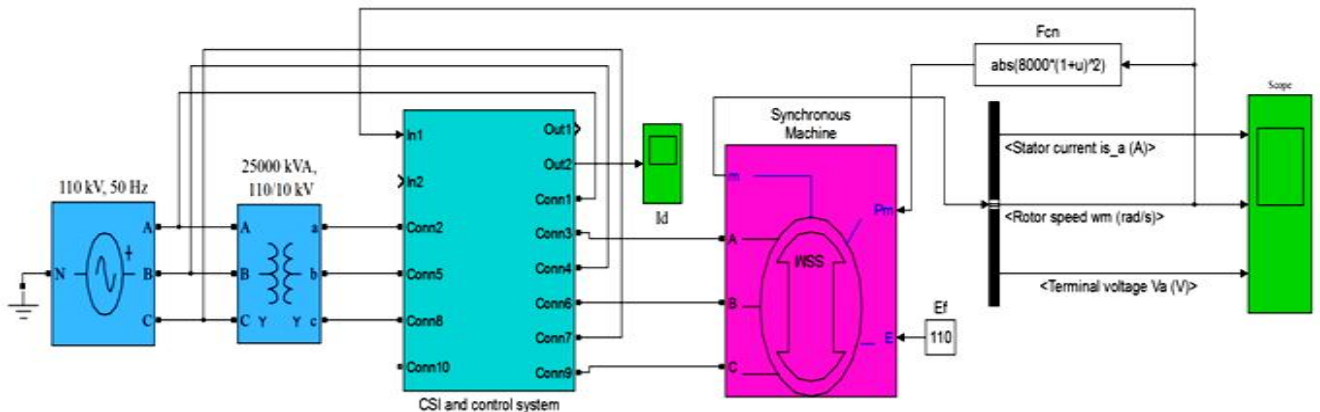 Fcn
abs(8000*(1+u)^2)
Scope
Synchronous
Machine
In1
Out1
<Stator current is_a (A)>
25000 kVA,
110/10 kV
Out2
110 kV, 50 Hz
In2
m
Conn1
Id
Pm
<Rotor speed wm (rad/s)>
A
A
a
Conn2
Conn3
A
SSM
N
B
B
b
Conn5
Conn4
<Terminal voltage Va (V)>
Conn6
B
Ef
C
C
Y
Y
c
Conn8
Conn7
E
110
Conn10
Conn9
C
CSI and control system